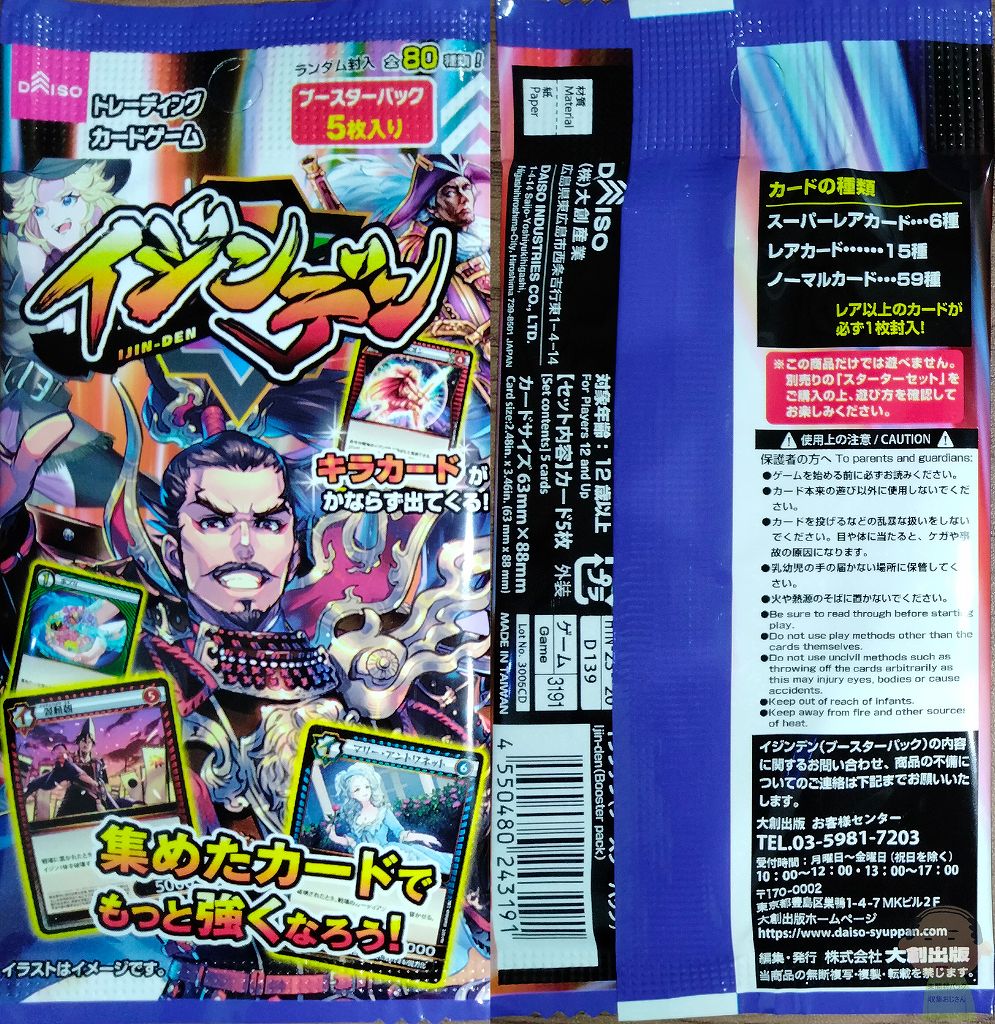 DAISO
トレーディング
カードゲーム
ランダム封入 全80種類!
ブースターパック
5枚入り
イジンデン
IJIN-DEN
キラカードが
かならず出てくる!
マリー・アントワネット
6
5
集めたカードで
もっと強くなろう!
イラストはイメージです。
材質
Material
紙
Paper
DAISO
(株)大創産業
広島県東広島市西条吉行東1-4-14
DAISO INDUSTRIES CO., LTD.
1-4-14 Saijo-Yoshiyukihigashi,
Higashihiroshima-City, Hiroshima 739-8501 JAPAN
対象年齢:12歳以上
For Players 12 and Up
【セット内容】カード5枚
[Set contents] 5 cards
カードサイズ 63mm×88mm
Card size:2.48in. x 3.46in. (63 mm x 88 mm)
外装
プラ
MADE IN TAIWAN
D139
ゲーム
Game
3191
Lot No. 3005CD
Ijin-den(Booster pack)
4 550480 024319
カードの種類
スーパーレアカード…6種
レアカード……15種
ノーマルカード…59種
レア以上のカードが
必ず1枚封入!
※この商品だけでは遊べません。
別売りの「スターターセット」を
ご購入の上、遊び方を確認して
お楽しみください。
使用上の注意 / CAUTION
保護者の方へ To parents and guardians:
●ゲームを始める前に必ずお読みください。
●カード本来の遊び以外に使用しないでくだ
さい。
●カードを投げるなどの乱暴な扱いをしない
でください。目や体に当たると、ケガや事
故の原因になります。
●乳幼児の手の届かない場所に保管してく
ださい。
●火や熱源のそばに置かないでください。
●Be sure to read through before starting
play.
●Do not use play methods other than the
cards themselves.
●Do not use uncivil methods such as
throwing off the cards arbitrarily as
this may injury eyes, bodies or cause
accidents.
●Keep out of reach of infants.
●Keep away from fire and other sources
of heat.
イジンデン(ブースターパック)の内容
に関するお問い合わせ、商品の不備に
ついてのご連絡は下記までお願いいた
します。
大創出版 お客様センター
TEL.03-5981-7203
受付時間:月曜日~金曜日(祝日を除く)
10:00~12:00・13:00~17:00
〒170-0002
東京都豊島区巣鴨1-4-7MKビル2F
大創出版ホームページ
https://www.daiso-syuppan.com
編集・発行 株式会社 大創出版
当商品の無断複写・複製・転載を禁じます。
収集おじさん